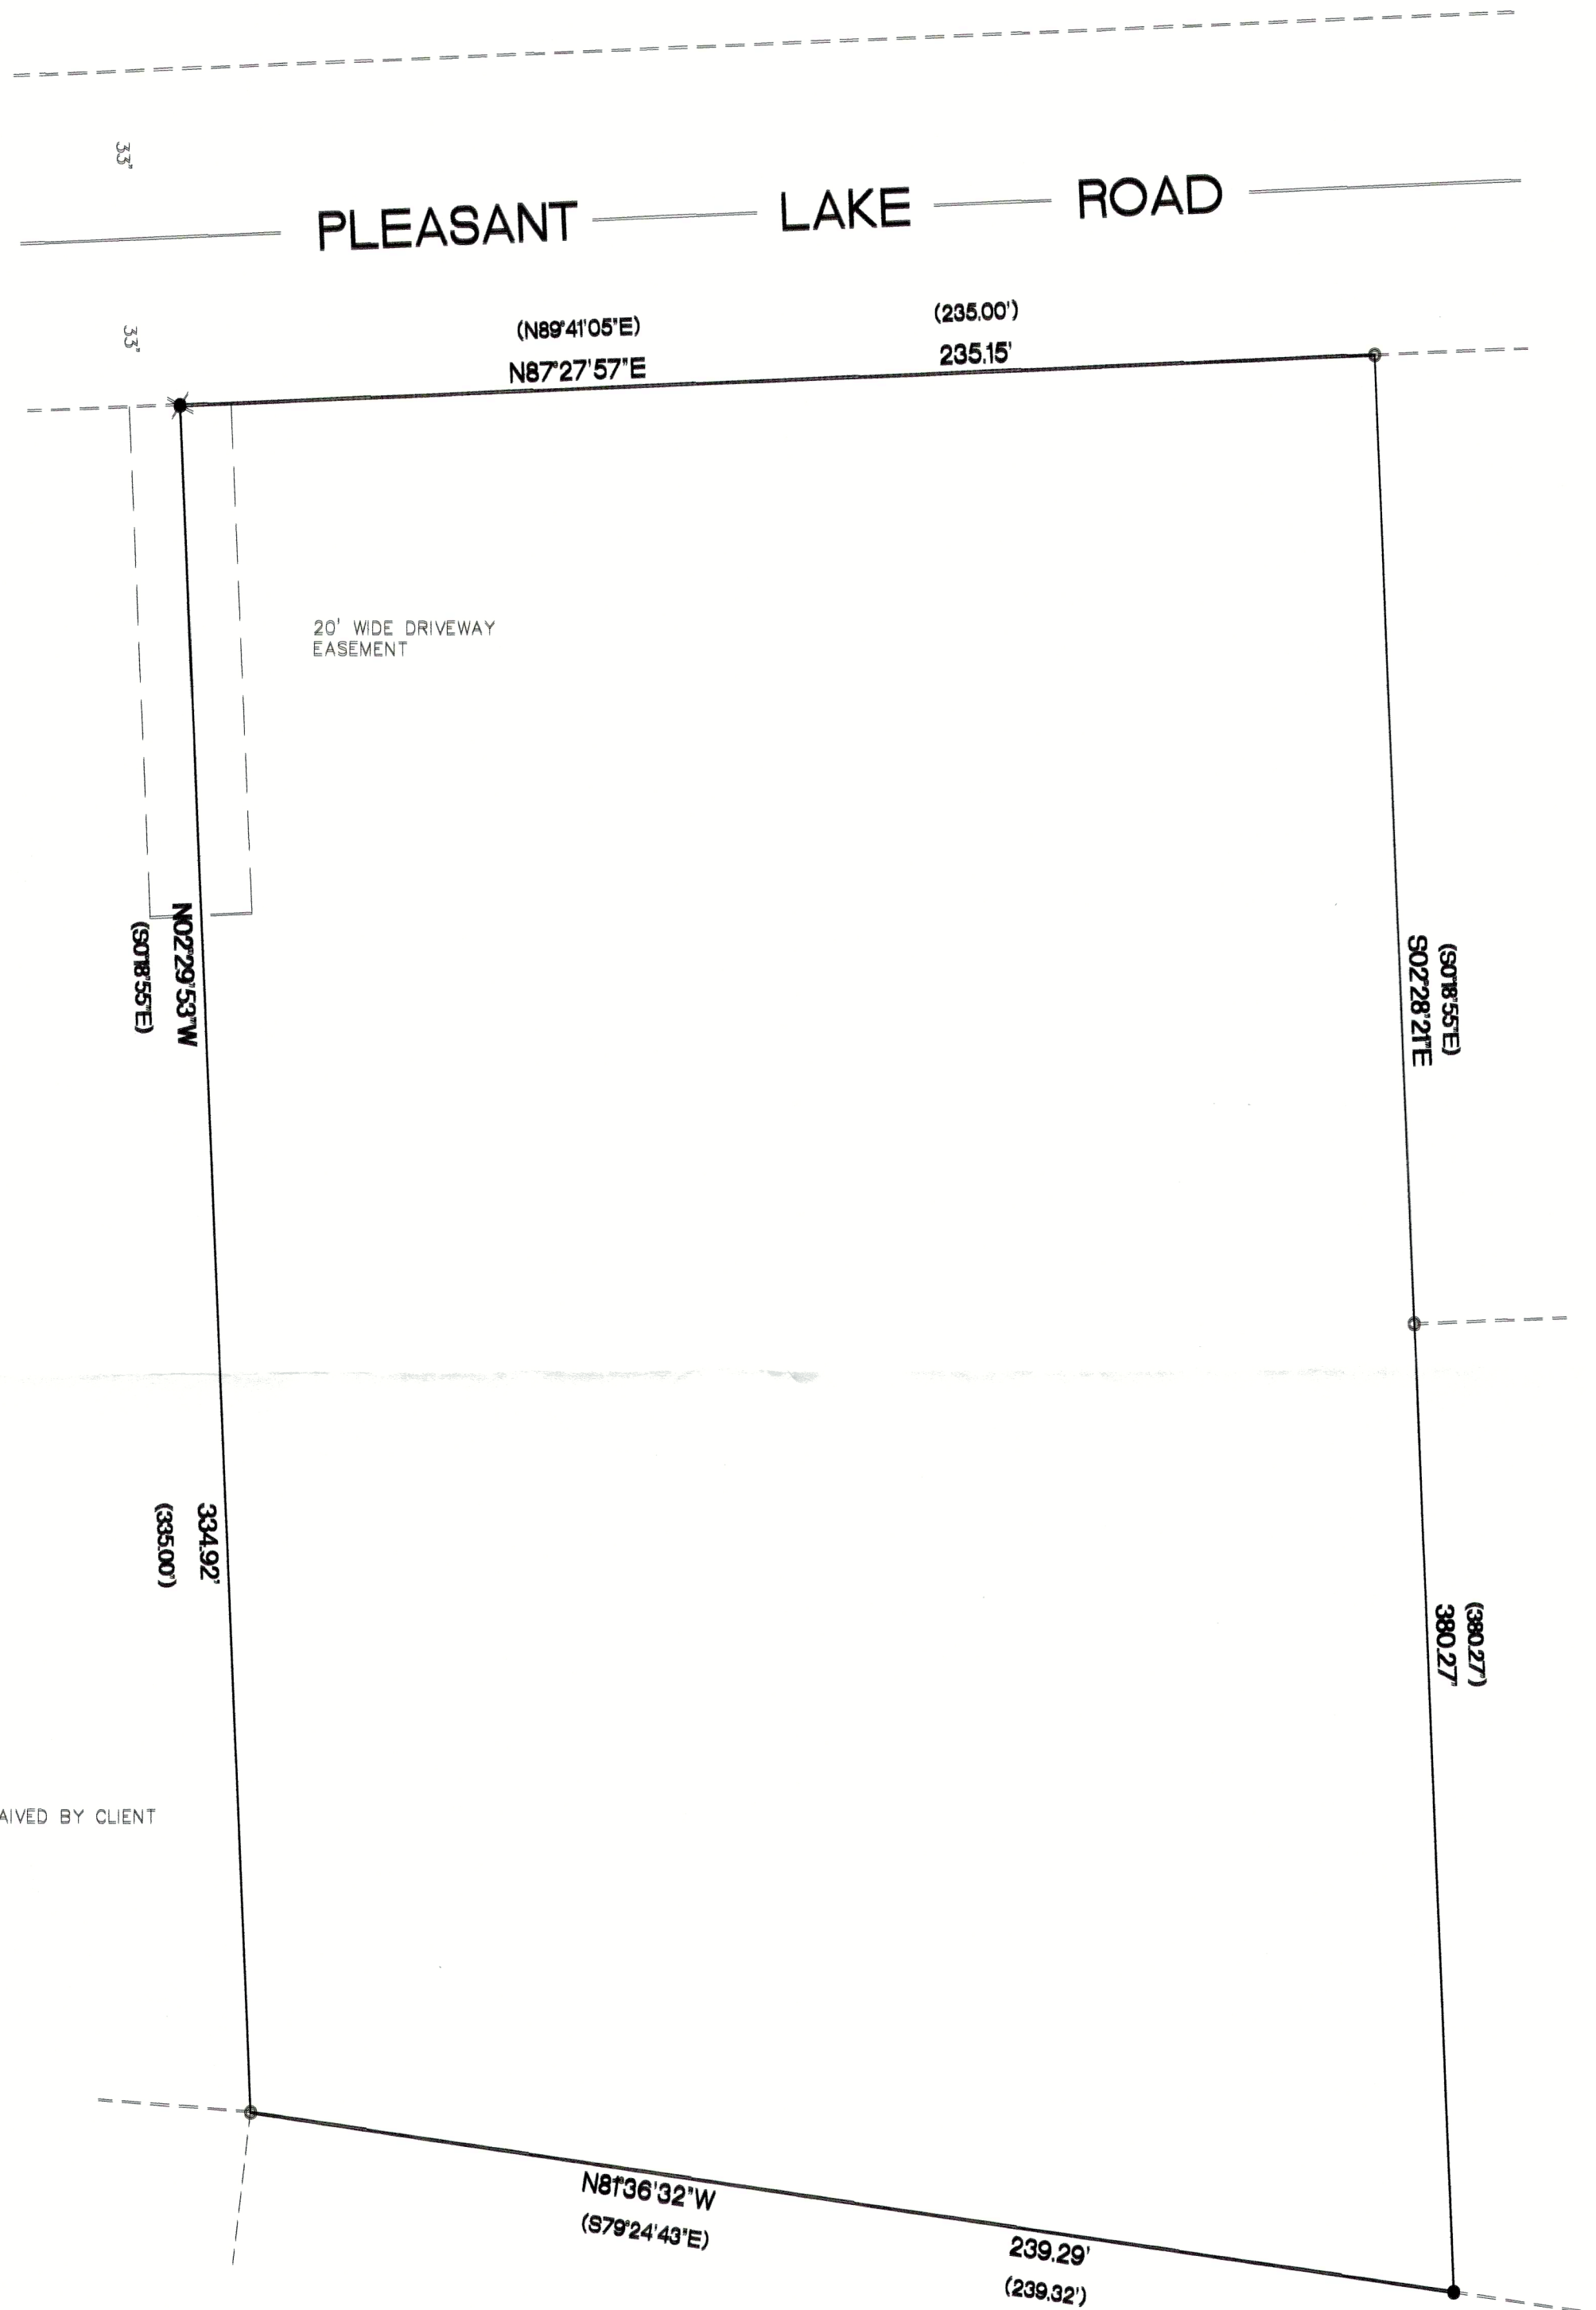 33'
PLEASANT LAKE ROAD
33'
(N89°41'05"E)
(235.00')
N87°27'57"E
235.15'
20' WIDE DRIVEWAY
EASEMENT
N02°29'53"W
(S0°18'55"E)
(S0°18'55"E)
S02°28'21"E
334.92'
(335.00')
(380.27')
380.27'
AIVED BY CLIENT
N81°36'32"W
(S79°24'43"E)
239.29'
(239.32')